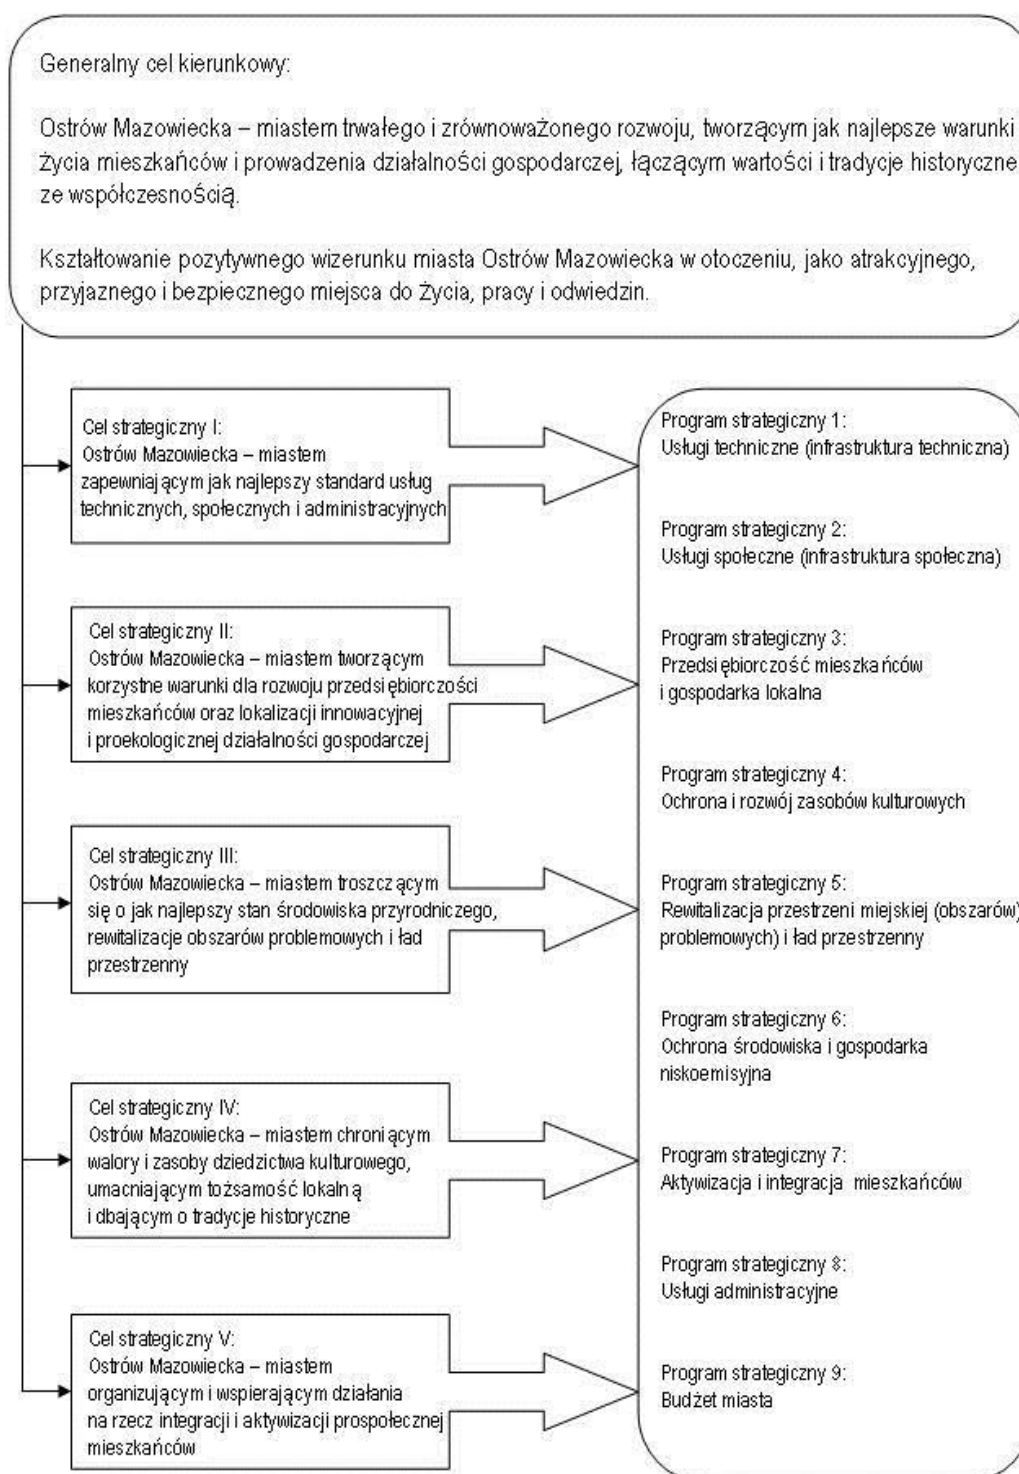 Generalny cel kierunkowy:
Ostrów Mazowiecka – miastem trwałego i zrównoważonego rozwoju, tworzącym jak najlepsze warunki
życia mieszkańców i prowadzenia działalności gospodarczej, łączącym wartości i tradycje historyczne
ze współczesnością.
Kształtowanie pozytywnego wizerunku miasta Ostrów Mazowiecka w otoczeniu, jako atrakcyjnego,
przyjaznego i bezpiecznego miejsca do życia, pracy i odwiedzin.
Cel strategiczny I:
Ostrów Mazowiecka – miastem
zapewniającym jak najlepszy standard usług
technicznych, społecznych i administracyjnych
Cel strategiczny II:
Ostrów Mazowiecka – miastem tworzącym
korzystne warunki dla rozwoju przedsiębiorczości
mieszkańców oraz lokalizacji innowacyjnej
i proekologicznej działalności gospodarczej
Cel strategiczny III:
Ostrów Mazowiecka – miastem troszczącym
się o jak najlepszy stan środowiska przyrodniczego,
rewitalizacje obszarów problemowych i ład
przestrzenny
Cel strategiczny IV:
Ostrów Mazowiecka – miastem chroniącym
walory i zasoby dziedzictwa kulturowego,
umacniającym tożsamość lokalną
i dbającym o tradycje historyczne
Cel strategiczny V:
Ostrów Mazowiecka – miastem
organizującym i wspierającym działania
na rzecz integracji i aktywizacji prospołecznej
mieszkańców
Program strategiczny 1:
Usługi techniczne (infrastruktura techniczna)
Program strategiczny 2:
Usługi społeczne (infrastruktura społeczna)
Program strategiczny 3:
Przedsiębiorczość mieszkańców
i gospodarka lokalna
Program strategiczny 4:
Ochrona i rozwój zasobów kulturowych
Program strategiczny 5:
Rewitalizacja przestrzeni miejskiej (obszarów)
problemowych) i ład przestrzenny
Program strategiczny 6:
Ochrona środowiska i gospodarka
niskoemisyjna
Program strategiczny 7:
Aktywizacja i integracja mieszkańców
Program strategiczny 8:
Usługi administracyjne
Program strategiczny 9:
Budżet miasta